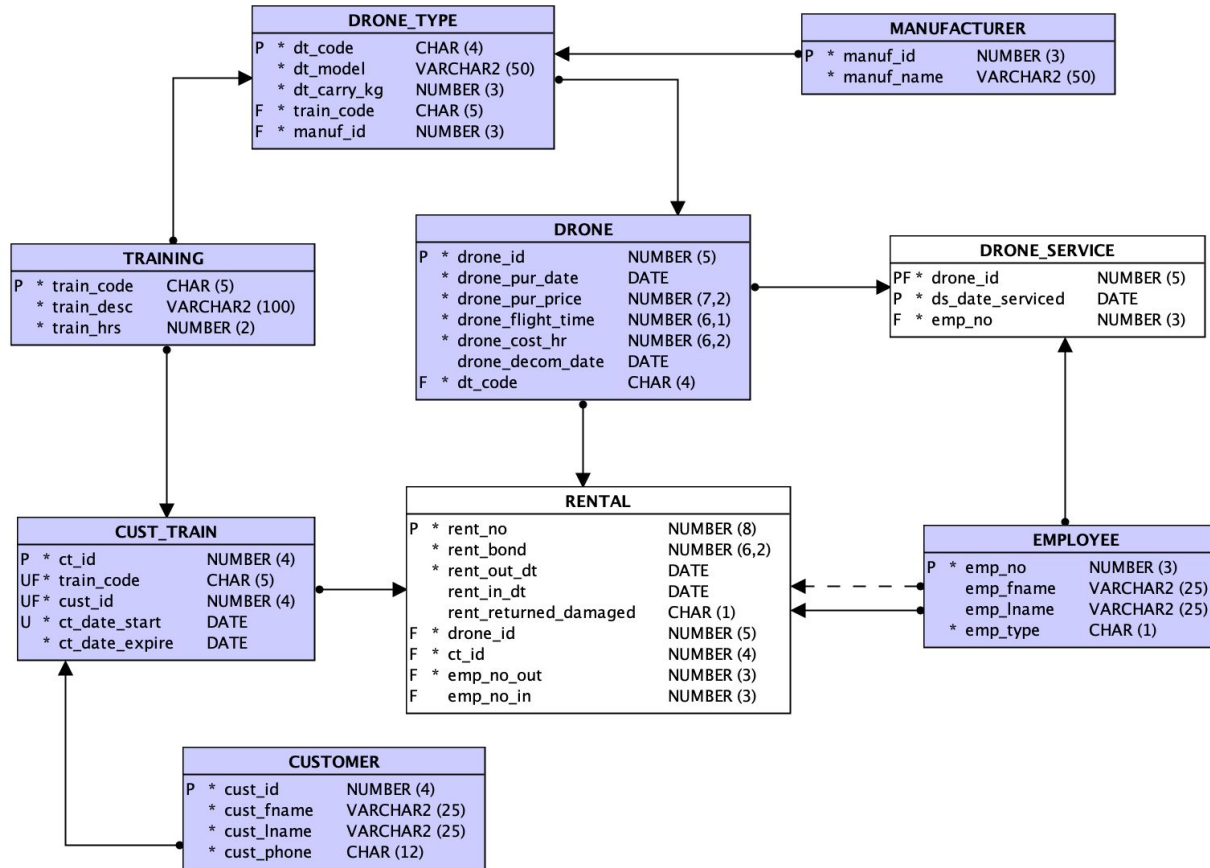 DRONE_TYPE
P * dt_code CHAR (4)
* dt_model VARCHAR2 (50)
* dt_carry_kg NUMBER (3)
F * train_code CHAR (5)
F * manuf_id NUMBER (3)
MANUFACTURER
P * manuf_id NUMBER (3)
* manuf_name VARCHAR2 (50)
TRAINING
P * train_code CHAR (5)
* train_desc VARCHAR2 (100)
* train_hrs NUMBER (2)
DRONE
P * drone_id NUMBER (5)
* drone_pur_date DATE
* drone_pur_price NUMBER (7,2)
* drone_flight_time NUMBER (6,1)
* drone_cost_hr NUMBER (6,2)
drone_decom_date DATE
F * dt_code CHAR (4)
DRONE_SERVICE
PF * drone_id NUMBER (5)
P * ds_date_serviced DATE
F * emp_no NUMBER (3)
CUST_TRAIN
P * ct_id NUMBER (4)
UF * train_code CHAR (5)
UF * cust_id NUMBER (4)
U * ct_date_start DATE
* ct_date_expire DATE
RENTAL
P * rent_no NUMBER (8)
* rent_bond NUMBER (6,2)
* rent_out_dt DATE
rent_in_dt DATE
rent_returned_damaged CHAR (1)
F * drone_id NUMBER (5)
F * ct_id NUMBER (4)
F * emp_no_out NUMBER (3)
F emp_no_in NUMBER (3)
EMPLOYEE
P * emp_no NUMBER (3)
emp_fname VARCHAR2 (25)
emp_lname VARCHAR2 (25)
* emp_type CHAR (1)
CUSTOMER
P * cust_id NUMBER (4)
* cust_fname VARCHAR2 (25)
* cust_lname VARCHAR2 (25)
* cust_phone CHAR (12)